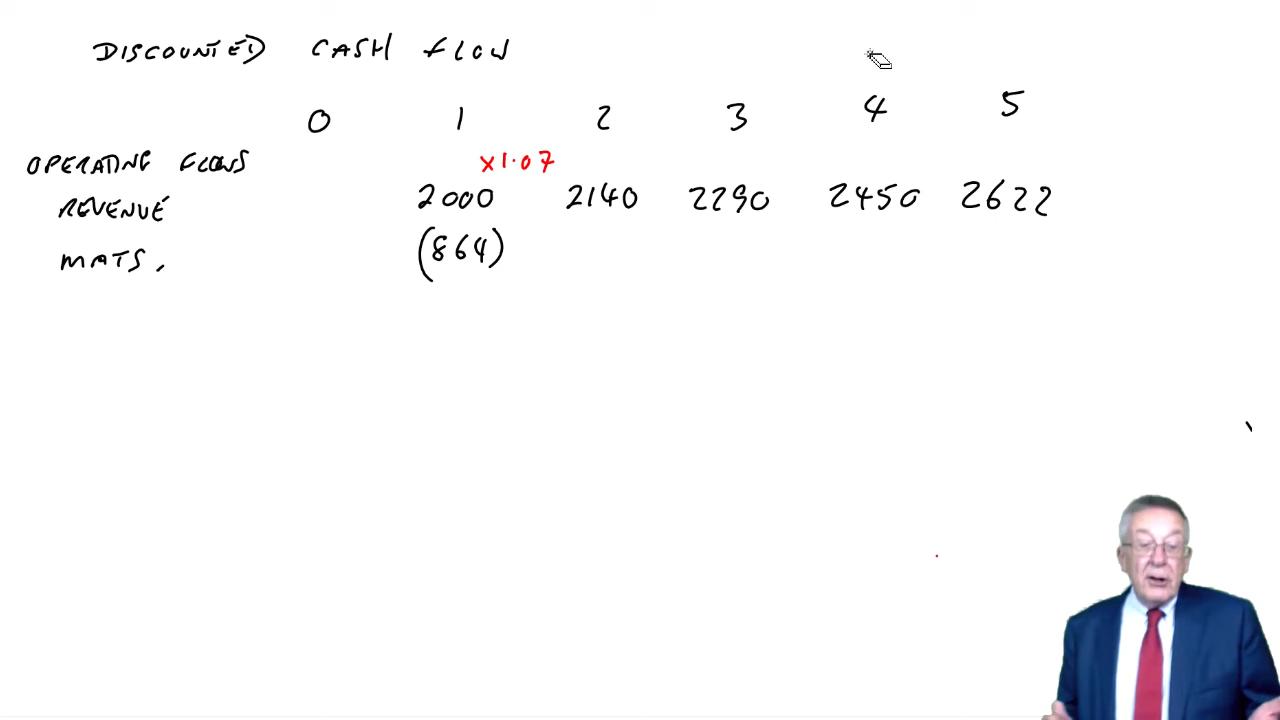 DISCOUNTED CASH FLOW
0 1 2 3 4 5
OPERATING FLOWS x1.07
REVENUE 2000 2140 2290 2450 2622
MATS. (864)